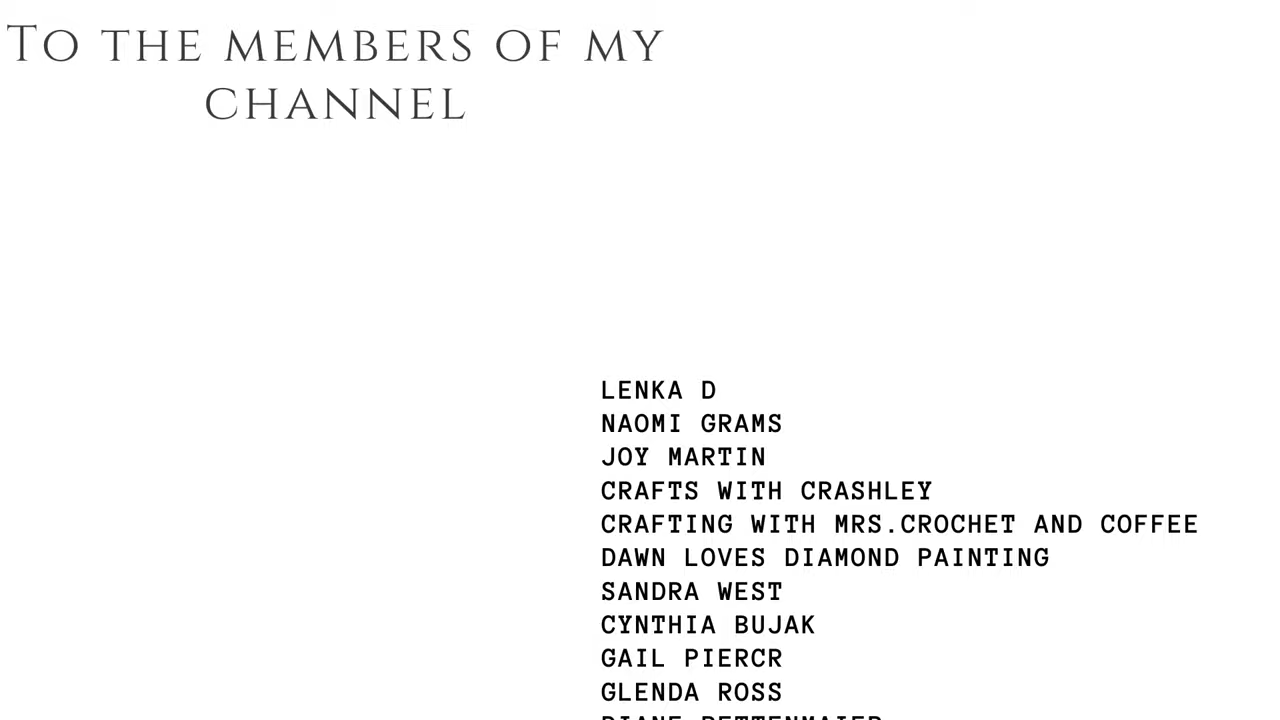 To the members of my
channel
LENKA D
NAOMI GRAMS
JOY MARTIN
CRAFTS WITH CRASHLEY
CRAFTING WITH MRS.CROCHET AND COFFEE
DAWN LOVES DIAMOND PAINTING
SANDRA WEST
CYNTHIA BUJAK
GAIL PIERCR
GLENDA ROSS
DIANE